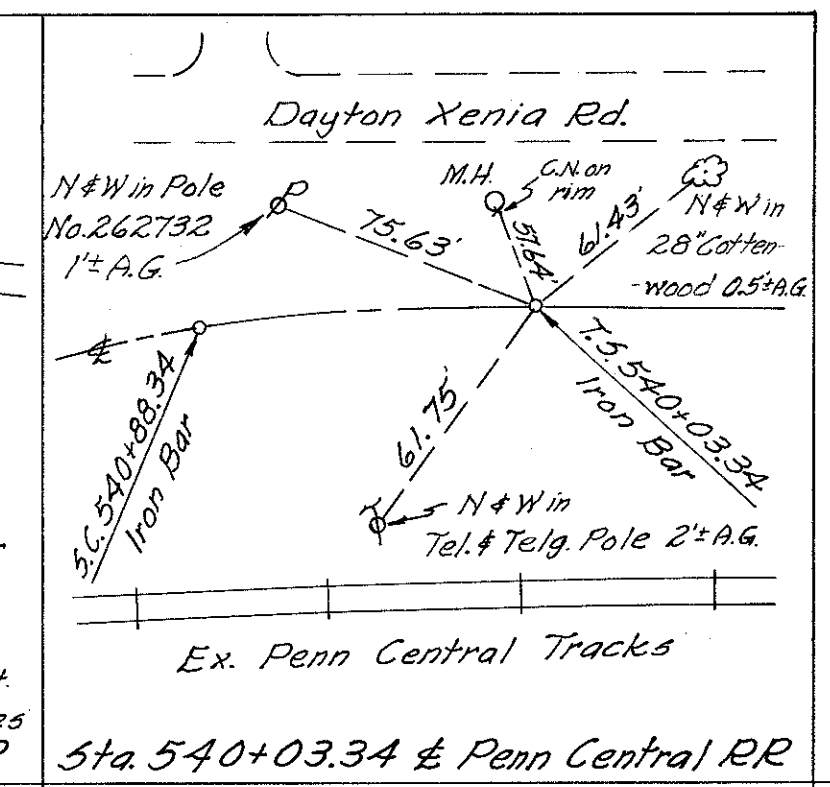 Dayton Xenia Rd.
N & W in Pole
No. 262732
1'± A.G.
P
75.63'
M.H.
C.N. on
rim
57.64'
61.43'
N & W in
28" Cotten-
-wood 0.5'± A.G.
℄
S.C. 540+88.34
Iron Bar
T.S. 540+03.34
Iron Bar
61.75'
T
N & W in
Tel. & Telg. Pole 2'± A.G.
Ex. Penn Central Tracks
t.
25
Sta. 540+03.34 ℄ Penn Central RR